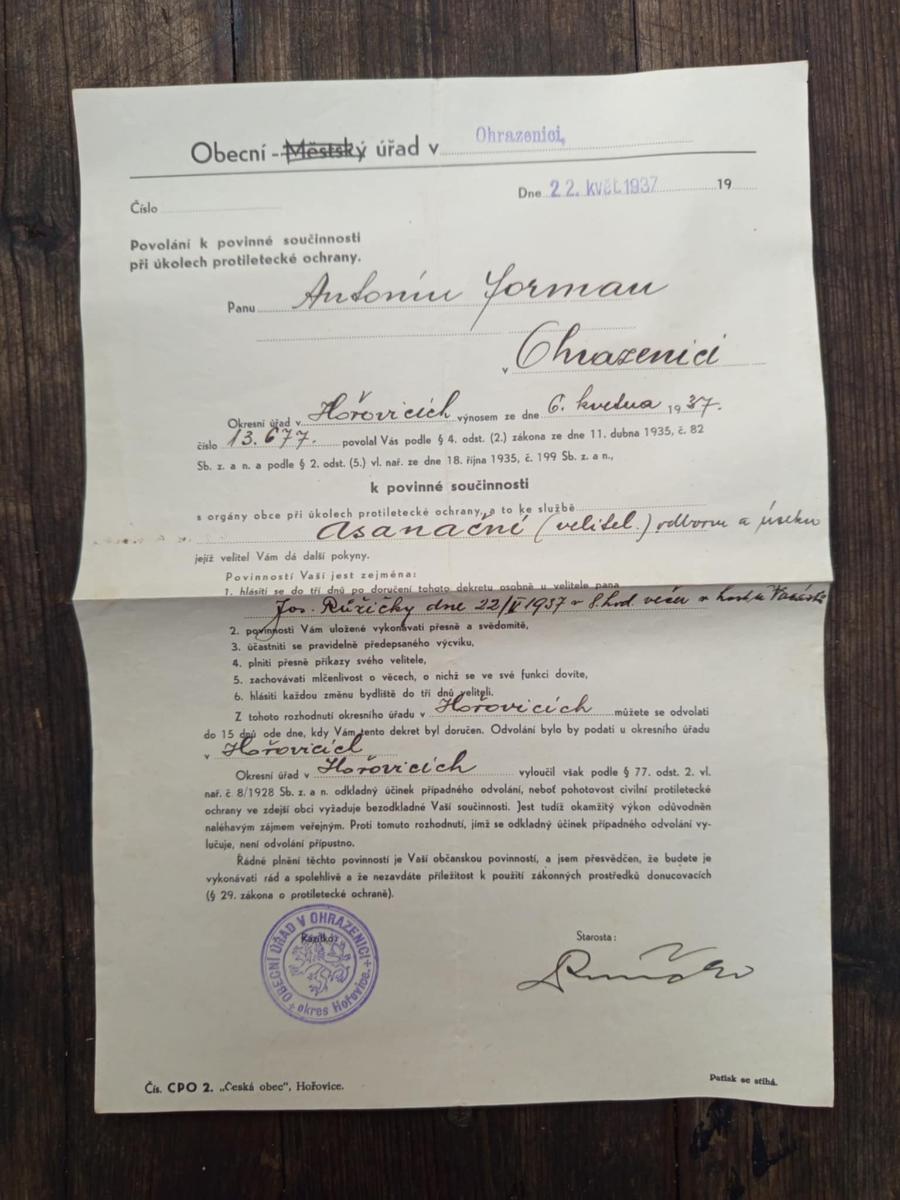 Obecní - Městský úřad v Ohrazenici,
Dne 22. květ 1937 19
Číslo
Povolání k povinné součinnosti
při úkolech protiletecké ochrany.
Panu Antonín Forman
v Ohrazenici
Okresní úřad v Hořovicích výnosem ze dne 6. května 1937.
číslo 13.677. povolal Vás podle § 4. odst. (2.) zákona ze dne 11. dubna 1935, č. 82
Sb. z. a n. a podle § 2. odst. (5.) vl. nař. ze dne 18. října 1935, č. 199 Sb. z. a n.,
k povinné součinnosti
s orgány obce při úkolech protiletecké ochrany, a to ke službě
asanační (velitel.) odboru a úseku
jejíž velitel Vám dá další pokyny.
Povinností Vaší jest zejména:
1. hlásiti se do tří dnů po doručení tohoto dekretu osobně u velitele pana
Jos. Růžičky dne 22/V 1937 v 8 hod. več.
2. povinnosti Vám uložené vykonávati přesně a svědomitě,
3. účastniti se pravidelně předepsaného výcviku,
4. plniti přesně příkazy svého velitele,
5. zachovávati mlčenlivost o věcech, o nichž se ve své funkci dovíte,
6. hlásiti každou změnu bydliště do tří dnů veliteli.
Z tohoto rozhodnutí okresního úřadu v Hořovicích můžete se odvolati
do 15 dnů ode dne, kdy Vám tento dekret byl doručen. Odvolání bylo by podati u okresního úřadu
v Hořovicích
Okresní úřad v Hořovicích vyloučil však podle § 77. odst. 2. vl.
nař. č 8/1928 Sb. z. a n. odkladný účinek případného odvolání, neboť pohotovost civilní protiletecké
ochrany ve zdejší obci vyžaduje bezodkladné Vaší součinnosti. Jest tudíž okamžitý výkon odůvodněn
naléhavým zájmem veřejným. Proti tomuto rozhodnutí, jímž se odkladný účinek případného odvolání vy-
lučuje, není odvolání přípustno.
Řádné plnění těchto povinností je Vaší občanskou povinností, a jsem přesvědčen, že budete je
vykonávati rád a spolehlivě a že nezavdáte příležitost k použití zákonných prostředků donucovacích
(§ 29. zákona o protiletecké ochraně).
OBECNÍ ÚŘAD V OHRAZENICI
okres Hořovice.
Razítko:
Starosta:
Čís. CPO 2. „Česká obec", Hořovice.
Patisk se stíhá.